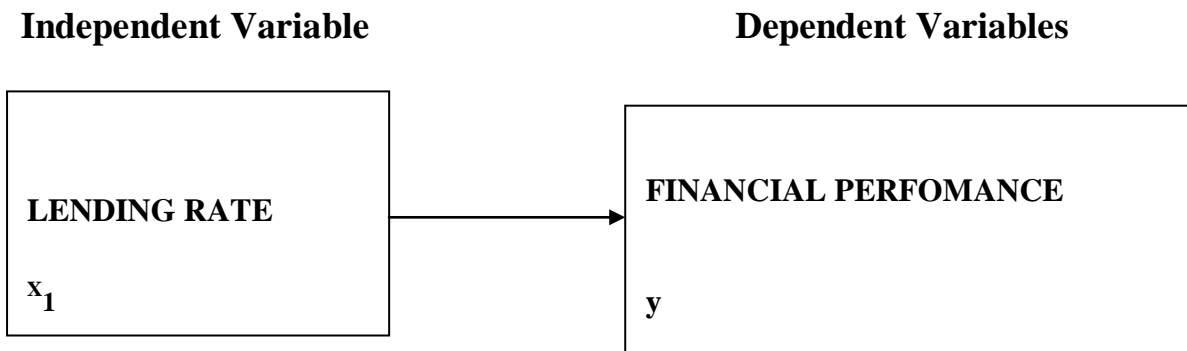 Independent Variable
Dependent Variables
LENDING RATE
x1
FINANCIAL PERFOMANCE
y